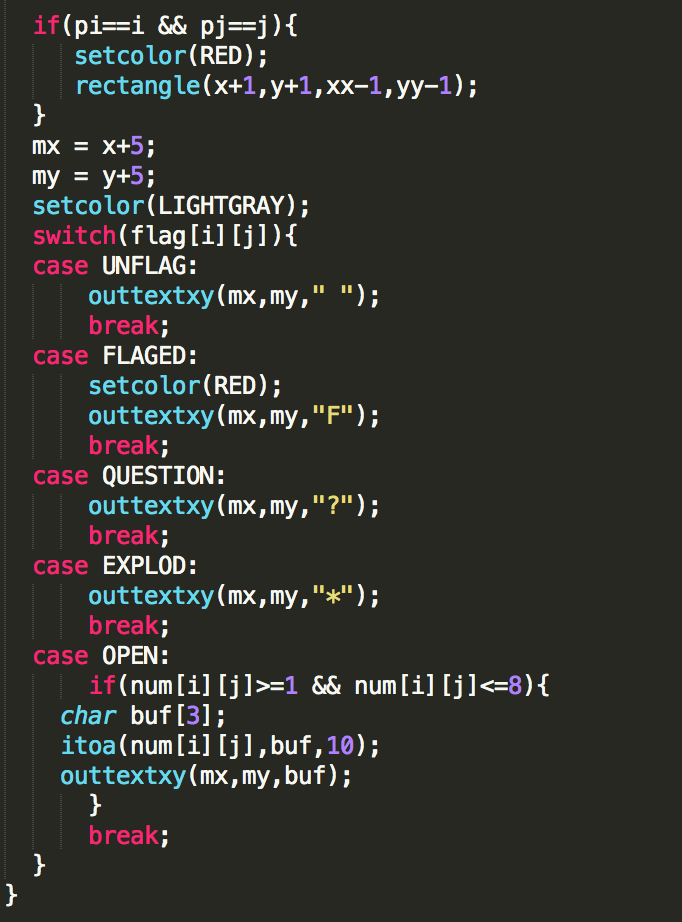 if(pi==i && pj==j){
setcolor(RED);
rectangle(x+1,y+1,xx-1,yy-1);
}
mx = x+5;
my = y+5;
setcolor(LIGHTGRAY);
switch(flag[i][j]){
case UNFLAG:
outtextxy(mx,my," ");
break;
case FLAGED:
setcolor(RED);
outtextxy(mx,my,"F");
break;
case QUESTION:
outtextxy(mx,my,"?");
break;
case EXPLOD:
outtextxy(mx,my,"*");
break;
case OPEN:
if(num[i][j]>=1 && num[i][j]<=8){
char buf[3];
itoa(num[i][j],buf,10);
outtextxy(mx,my,buf);
}
break;
}
}